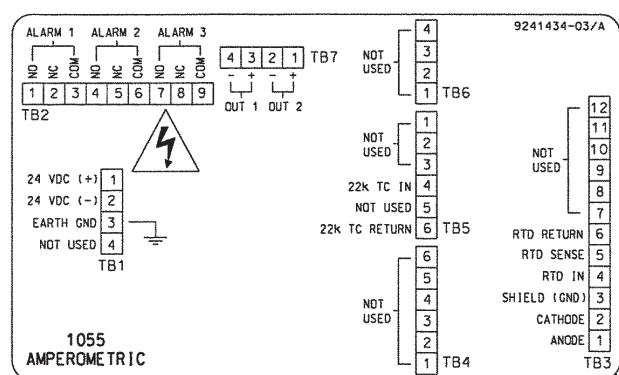 ALARM 1 ALARM 2 ALARM 3
NO NC COM NO NC COM NO NC COM
1 2 3 4 5 6 7 8 9
TB2
4 3 2 1 TB7
- + - +
OUT 1 OUT 2
24 VDC (+) 1
24 VDC (-) 2
EARTH GND 3
NOT USED 4
TB1
1055
AMPEROMETRIC
4
3
2
1
NOT
USED
TB6
1
2
3
NOT
USED
22k TC IN 4
NOT USED 5
22k TC RETURN 6 TB5
6
5
4
3
2
1
NOT
USED
TB4
9241434-03/A
12
11
10
9
8
7
NOT
USED
RTD RETURN 6
RTD SENSE 5
RTD IN 4
SHIELD (GND) 3
CATHODE 2
ANODE 1
TB3